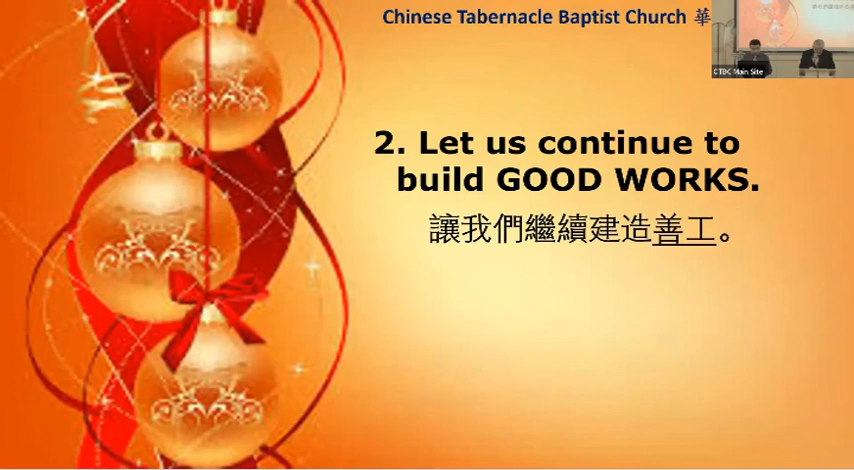 Chinese Tabernacle Baptist Church 華
2. Let us continue to
build GOOD WORKS.
讓我們繼續建造善工。
CTBC Main Site